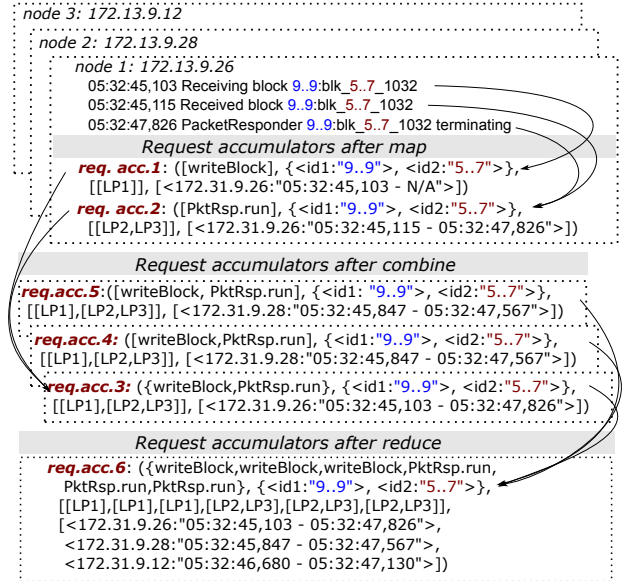 node 3: 172.13.9.12
node 2: 172.13.9.28
node 1: 172.13.9.26
05:32:45,103 Receiving block 9..9:blk_5..7_1032
05:32:45,115 Received block 9..9:blk_5..7_1032
05:32:47,826 PacketResponder 9..9:blk_5..7_1032 terminating
Request accumulators after map
req. acc.1: ([writeBlock], {<id1:"9..9">, <id2:"5..7">},
[[LP1]], [<172.31.9.26:"05:32:45,103 - N/A">])
req. acc.2: ([PktRsp.run], {<id1:"9..9">, <id2:"5..7">},
[[LP2, LP3]], [<172.31.9.26:"05:32:45,115 - 05:32:47,826">])
Request accumulators after combine
req.acc.5:([writeBlock, PktRsp.run], {<id1: "9..9">, <id2:"5..7">},
[[LP1],[LP2,LP3]], [<172.31.9.28:"05:32:45,847 - 05:32:47,567">])
req.acc.4: ([writeBlock,PktRsp.run], {<id1:"9..9">, <id2:"5..7">},
[[LP1],[LP2,LP3]], [<172.31.9.28:"05:32:45,847 - 05:32:47,567">])
req.acc.3: ({writeBlock,PktRsp.run}, {<id1:"9..9">, <id2:"5..7">},
[[LP1],[LP2,LP3]], [<172.31.9.26:"05:32:45,103 - 05:32:47,826">])
Request accumulators after reduce
req.acc.6: ({writeBlock,writeBlock,writeBlock,PktRsp.run,
PktRsp.run,PktRsp.run}, {<id1:"9..9">, <id2:"5..7">},
[[LP1],[LP1],[LP1],[LP2,LP3],[LP2,LP3],[LP2,LP3]],
[<172.31.9.26:"05:32:45,103 - 05:32:47,826">,
<172.31.9.28:"05:32:45,847 - 05:32:47,567">,
<172.31.9.12:"05:32:46,680 - 05:32:47,130">])